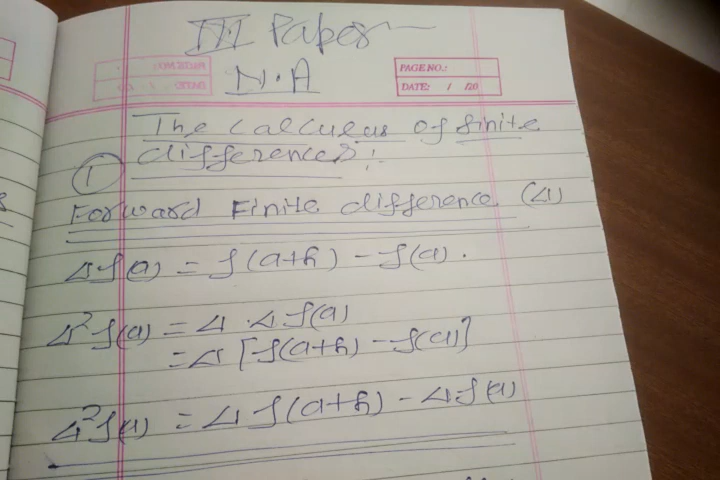 III Paper
N.A
PAGE NO.:
DATE: / /20
The calculus of finite
differences :-
①
Forward Finite difference (Δ)
Δf(a) = f(a+h) - f(a).
Δ²f(a) = Δ . Δf(a)
= Δ [f(a+h) - f(a)]
Δ²f(a) = Δf(a+h) - Δf(a)